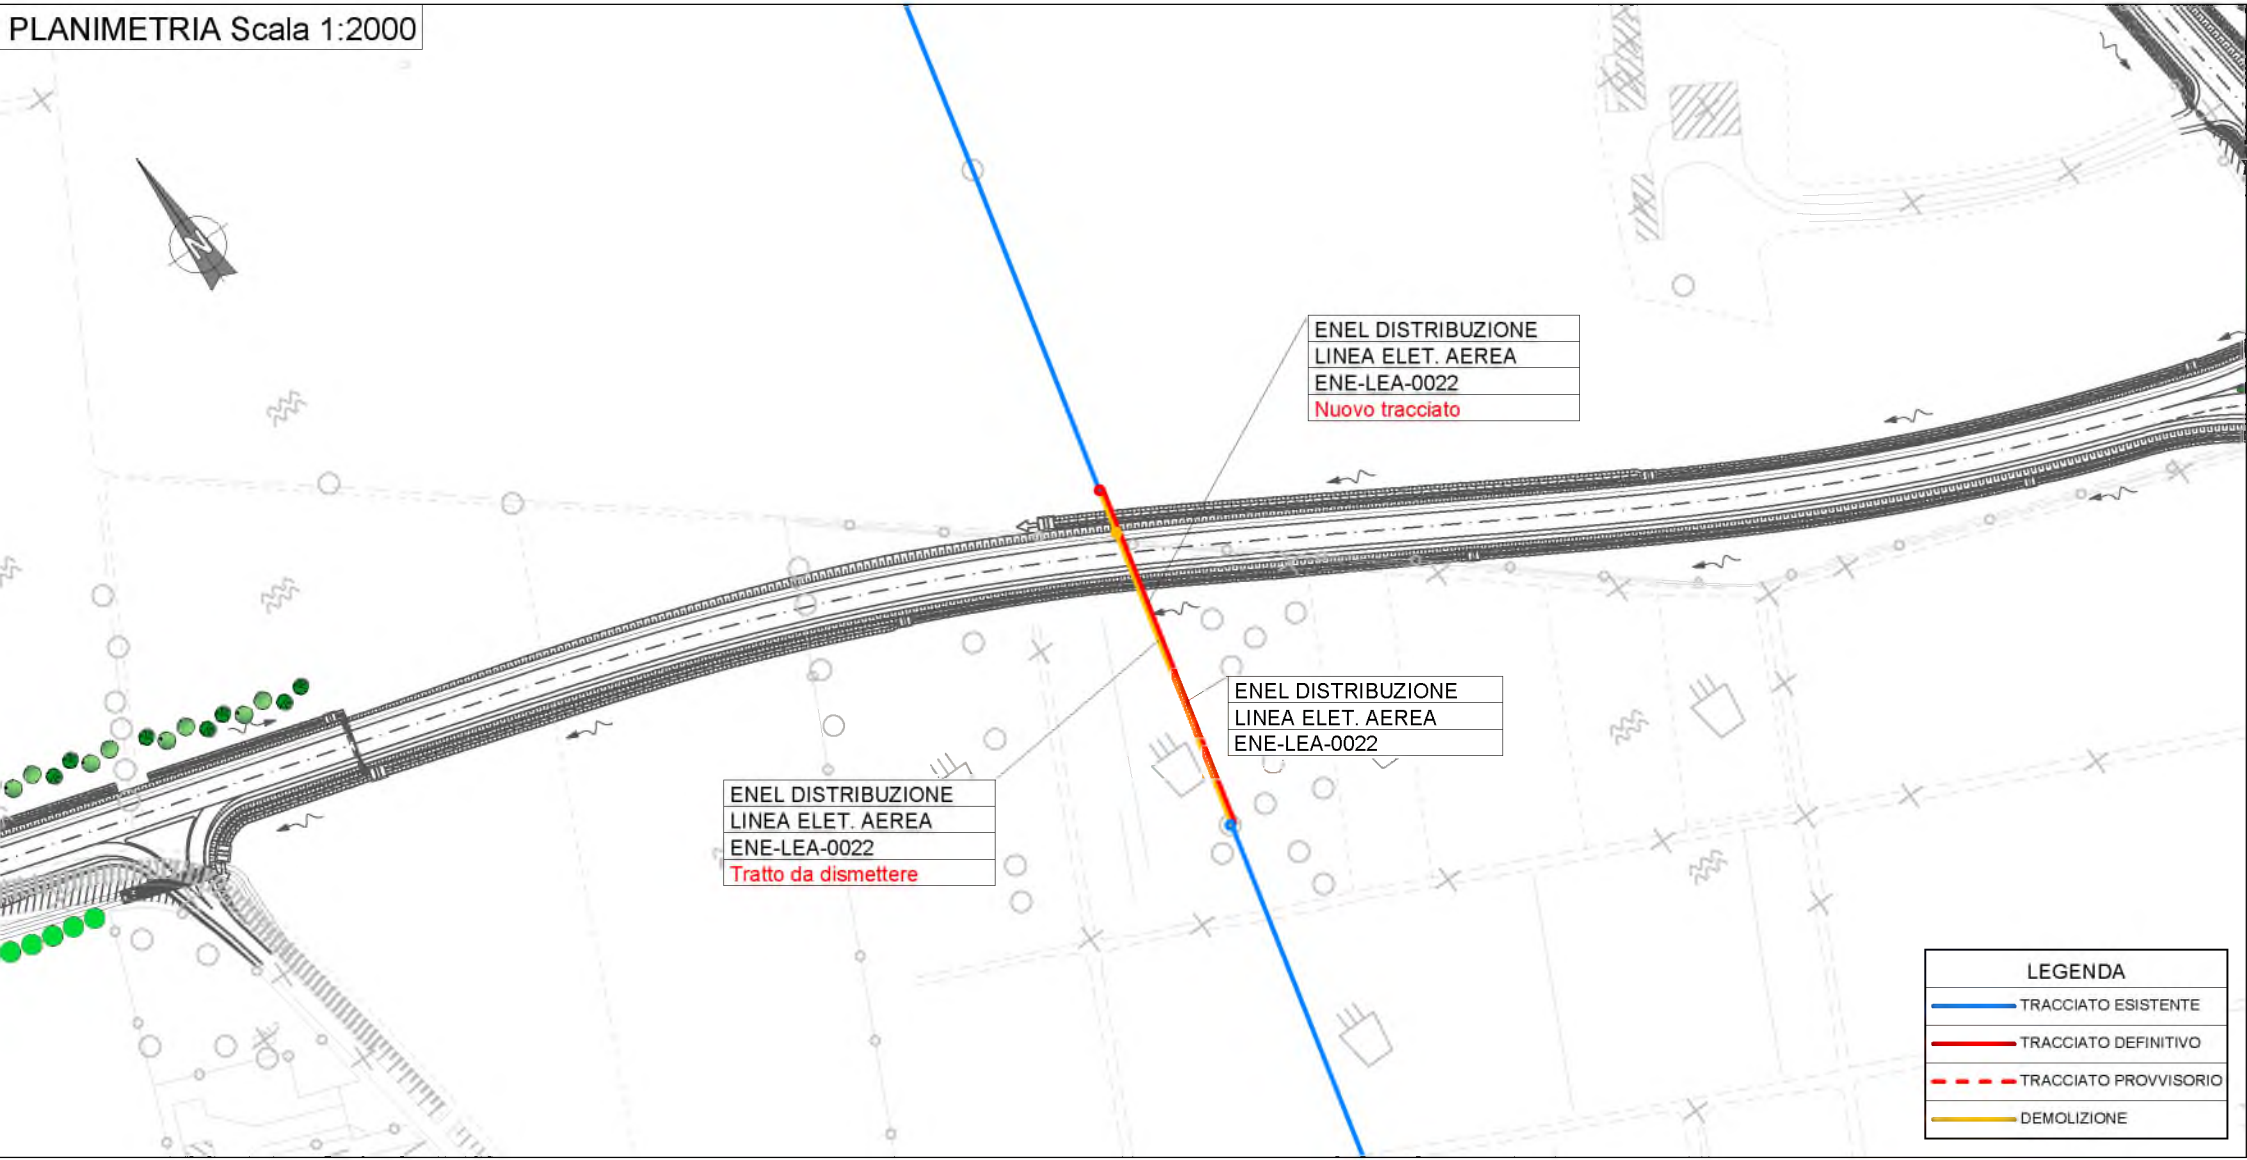 PLANIMETRIA Scala 1:2000
N
ENEL DISTRIBUZIONE
LINEA ELET. AEREA
ENE-LEA-0022
Nuovo tracciato
ENEL DISTRIBUZIONE
LINEA ELET. AEREA
ENE-LEA-0022
ENEL DISTRIBUZIONE
LINEA ELET. AEREA
ENE-LEA-0022
Tratto da dismettere
LEGENDA
TRACCIATO ESISTENTE
TRACCIATO DEFINITIVO
TRACCIATO PROVVISORIO
DEMOLIZIONE